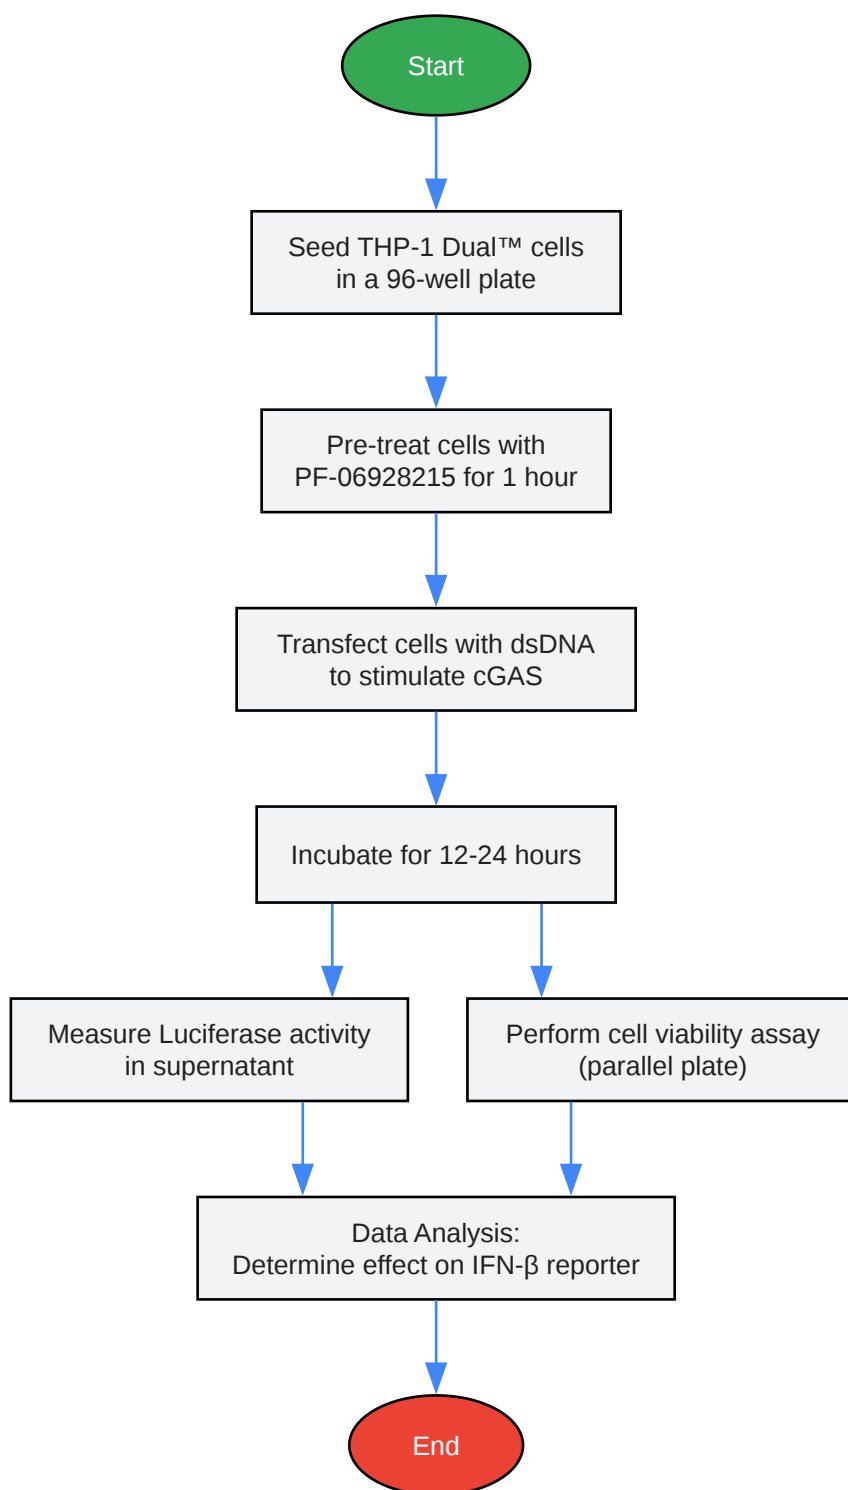 Start
Seed THP-1 Dual™ cells
in a 96-well plate
Pre-treat cells with
PF-06928215 for 1 hour
Transfect cells with dsDNA
to stimulate cGAS
Incubate for 12-24 hours
Measure Luciferase activity
in supernatant
Perform cell viability assay
(parallel plate)
Data Analysis:
Determine effect on IFN-β reporter
End